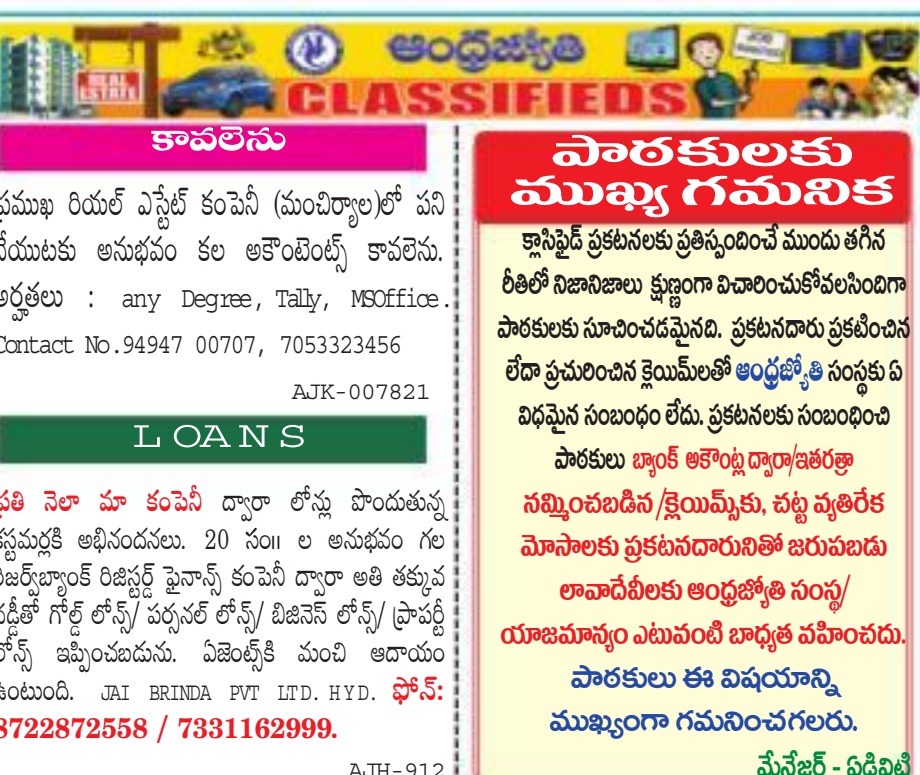 ఆంధ్రజ్యోతి
REAL
ESTATE
CLASSIFIEDS
కావలెను
ప్రముఖ రియల్ ఎస్టేట్ కంపెనీ (మంచిర్యాల)లో పని
చేయుటకు అనుభవం కల అకౌంటెంట్స్ కావలెను.
అర్హతలు : any Degree, Tally, MSOffice.
Contact No.94947 00707, 7053323456
AJK-007821
LOANS
ప్రతి నెలా మా కంపెనీ ద్వారా లోన్లు పొందుతున్న
కస్టమర్లకి అభినందనలు. 20 సం॥ ల అనుభవం గల
రిజర్వ్‌బ్యాంక్ రిజిస్టర్డ్ ఫైనాన్స్ కంపెనీ ద్వారా అతి తక్కువ
వడ్డీతో గోల్డ్ లోన్స్/ పర్సనల్ లోన్స్/ బిజినెస్ లోన్స్/ ప్రాపర్టీ
లోన్స్ ఇప్పించబడును. ఏజెంట్స్‌కి మంచి ఆదాయం
ఉంటుంది. JAI BRINDA PVT LTD. HYD. ఫోన్:
8722872558 / 7331162999.
AJH-912
పాఠకులకు
ముఖ్య గమనిక
క్లాసిఫైడ్ ప్రకటనలకు ప్రతిస్పందించే ముందు తగిన
రీతిలో నిజానిజాలు క్షుణ్ణంగా విచారించుకోవలసిందిగా
పాఠకులకు సూచించడమైనది. ప్రకటనదారు ప్రకటించిన
లేదా ప్రచురించిన క్లెయిమ్‌లతో ఆంధ్రజ్యోతి సంస్థకు ఏ
విధమైన సంబంధం లేదు. ప్రకటనలకు సంబంధించి
పాఠకులు బ్యాంక్ అకౌంట్ల ద్వారా/ఇతరత్రా
నమ్మించబడిన /క్లెయిమ్స్‌కు, చట్ట వ్యతిరేక
మోసాలకు ప్రకటనదారునితో జరుపబడు
లావాదేవీలకు ఆంధ్రజ్యోతి సంస్థ/
యాజమాన్యం ఎటువంటి బాధ్యత వహించదు.
పాఠకులు ఈ విషయాన్ని
ముఖ్యంగా గమనించగలరు.
మేనేజర్ - ఏడివిటి